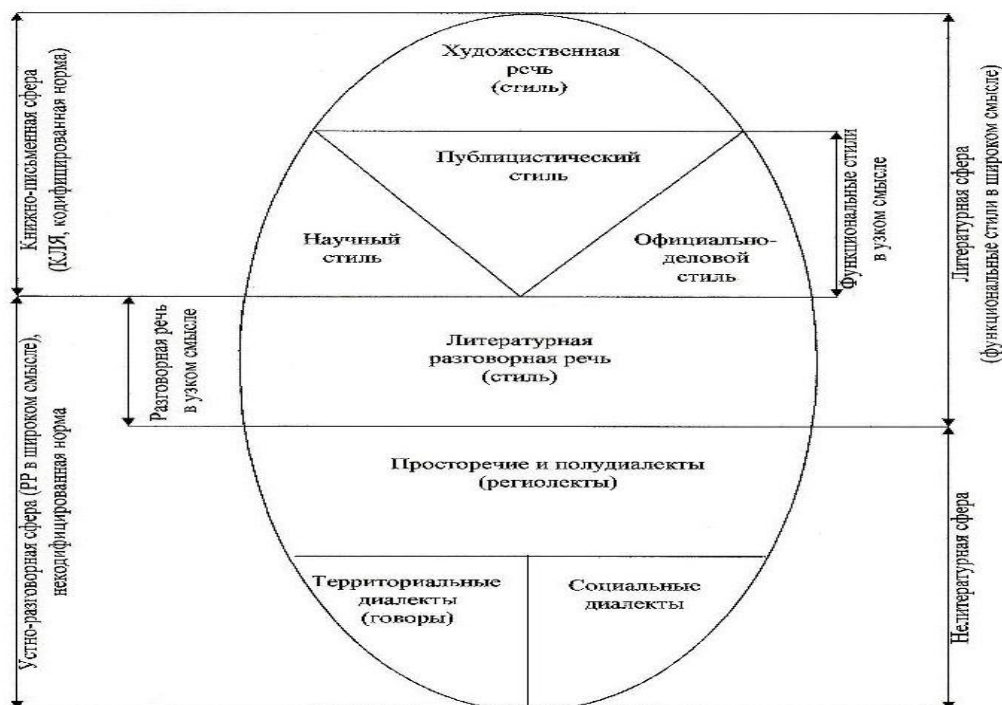 Книжно-письменная сфера
(КЛЯ, кодифицированная норма)
Устно-разговорная сфера (РР в широком смысле),
некодифицированная норма
Разговорная речь
в узком смысле
Художественная
речь
(стиль)
Публицистический
стиль
Научный
стиль
Официально-
деловой
стиль
Литературная
разговорная речь
(стиль)
Просторечие и полудиалекты
(региолекты)
Территориальные
диалекты
(говоры)
Социальные
диалекты
Функциональные стили
в узком смысле
Литературная сфера
(функциональные стили в широком смысле)
Нелитературная сфера